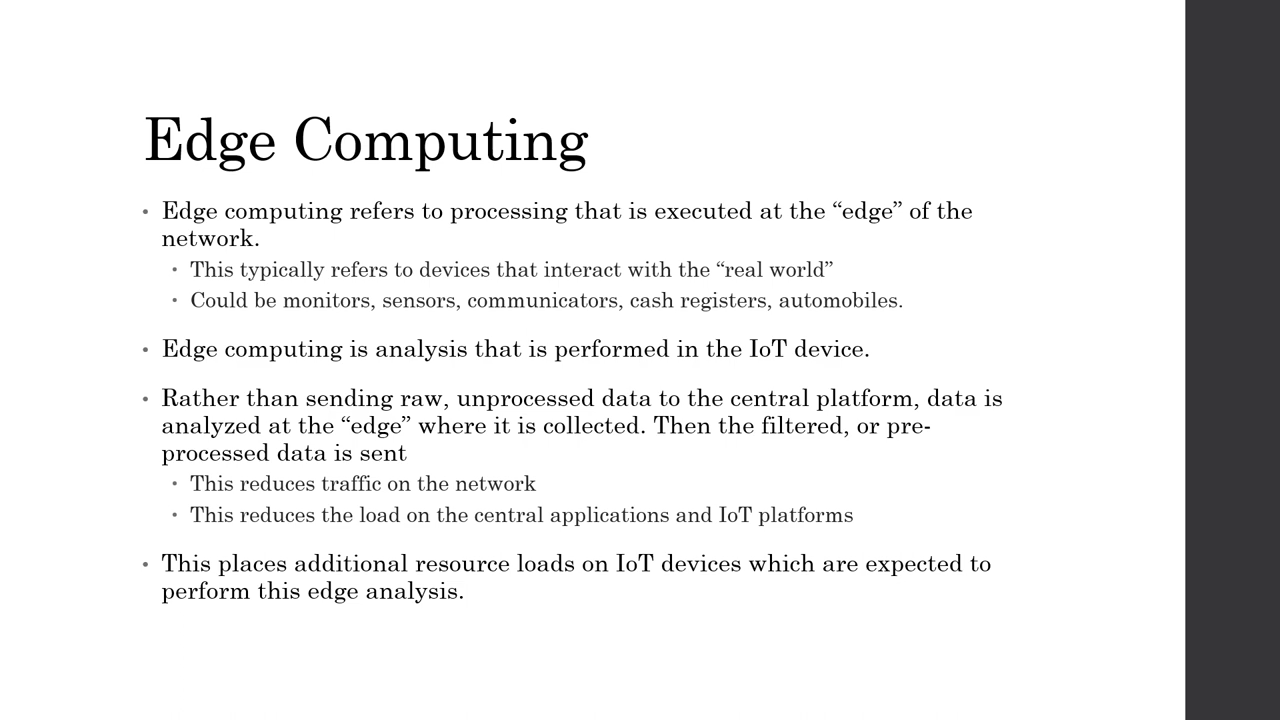 Edge Computing
• Edge computing refers to processing that is executed at the “edge” of the
network.
• This typically refers to devices that interact with the “real world”
• Could be monitors, sensors, communicators, cash registers, automobiles.
• Edge computing is analysis that is performed in the IoT device.
• Rather than sending raw, unprocessed data to the central platform, data is
analyzed at the “edge” where it is collected. Then the filtered, or pre-
processed data is sent
• This reduces traffic on the network
• This reduces the load on the central applications and IoT platforms
• This places additional resource loads on IoT devices which are expected to
perform this edge analysis.